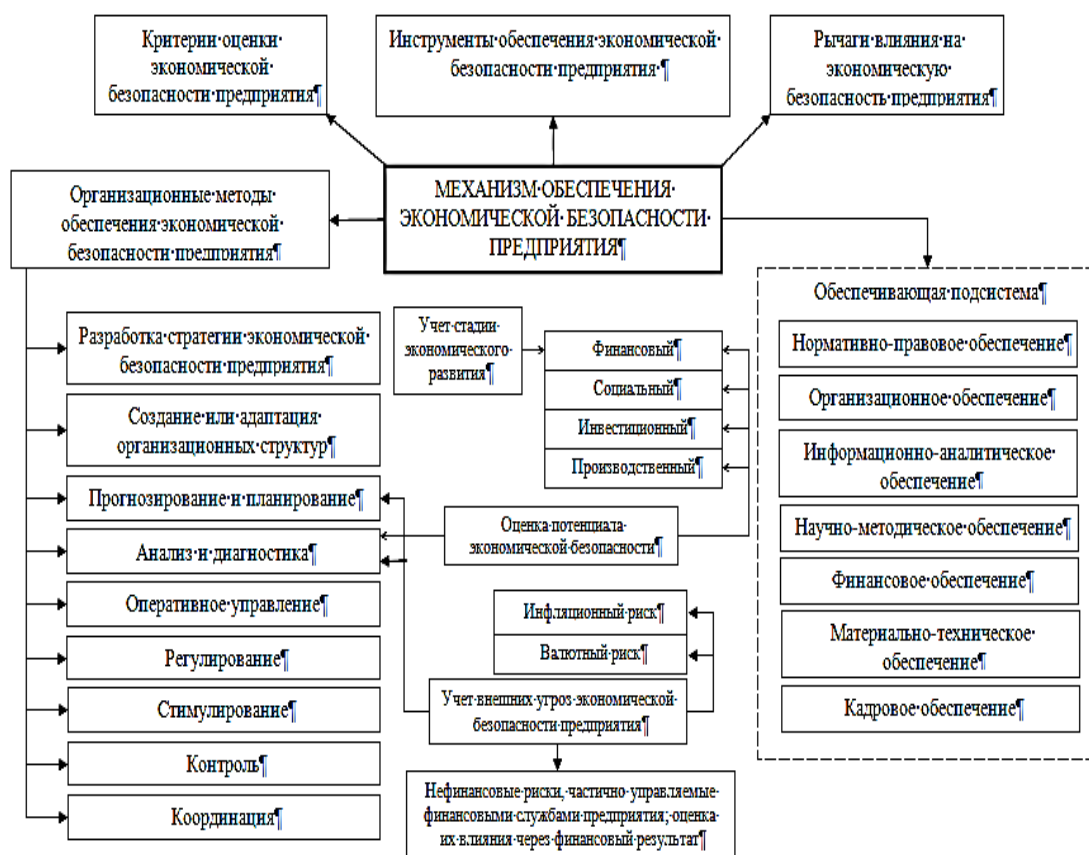 Критерии оценки
экономической
безопасности предприятия¶
Инструменты обеспечения экономической
безопасности предприятия ¶
Рычаги влияния на
экономическую
безопасность предприятия¶
МЕХАНИЗМ ОБЕСПЕЧЕНИЯ
ЭКОНОМИЧЕСКОЙ БЕЗОПАСНОСТИ
ПРЕДПРИЯТИЯ¶
Организационные методы
обеспечения экономической
безопасности предприятия¶
Разработка стратегии экономической
безопасности предприятия¶
Создание или адаптация
организационных структур¶
Прогнозирование и планирование¶
Анализ и диагностика¶
Оперативное управление¶
Регулирование¶
Стимулирование¶
Контроль¶
Координация¶
Учет стадии
экономического
развития¶
Финансовый¶
Социальный¶
Инвестиционный¶
Производственный¶
Оценка потенциала
экономической безопасности¶
Инфляционный риск¶
Валютный риск¶
Учет внешних угроз экономической
безопасности предприятия¶
Нефинансовые риски, частично управляемые
финансовыми службами предприятия; оценка
их влияния через финансовый результат¶
Обеспечивающая подсистема¶
Нормативно-правовое обеспечение¶
Организационное обеспечение¶
Информационно-аналитическое
обеспечение¶
Научно-методическое обеспечение¶
Финансовое обеспечение¶
Материально-техническое
обеспечение¶
Кадровое обеспечение¶